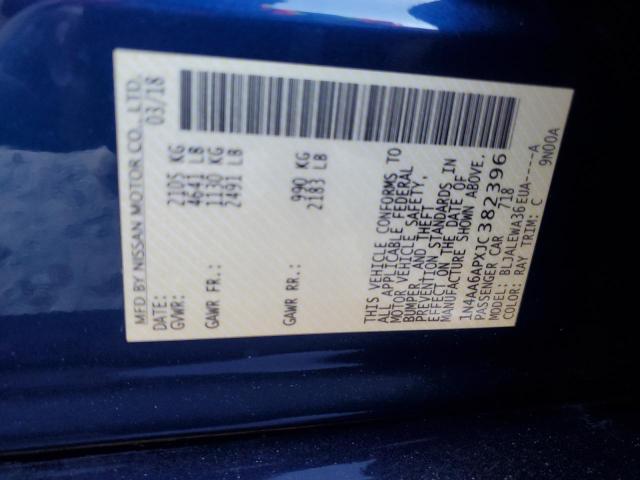 MFD BY NISSAN MOTOR CO., LTD.
DATE: 03/18
GVWR: 2105 KG
4641 LB
GAWR FR.: 1130 KG
2491 LB
GAWR RR.: 990 KG
2183 LB
THIS VEHICLE CONFORMS TO
ALL APPLICABLE FEDERAL
MOTOR VEHICLE SAFETY,
BUMPER, AND THEFT
PREVENTION STANDARDS IN
EFFECT ON THE DATE OF
MANUFACTURE SHOWN ABOVE.
1N4AA6APXJC382396
PASSENGER CAR 718
MODEL: BLJALEWA36EUA-----A
COLOR: RAY TRIM: C 9N00A